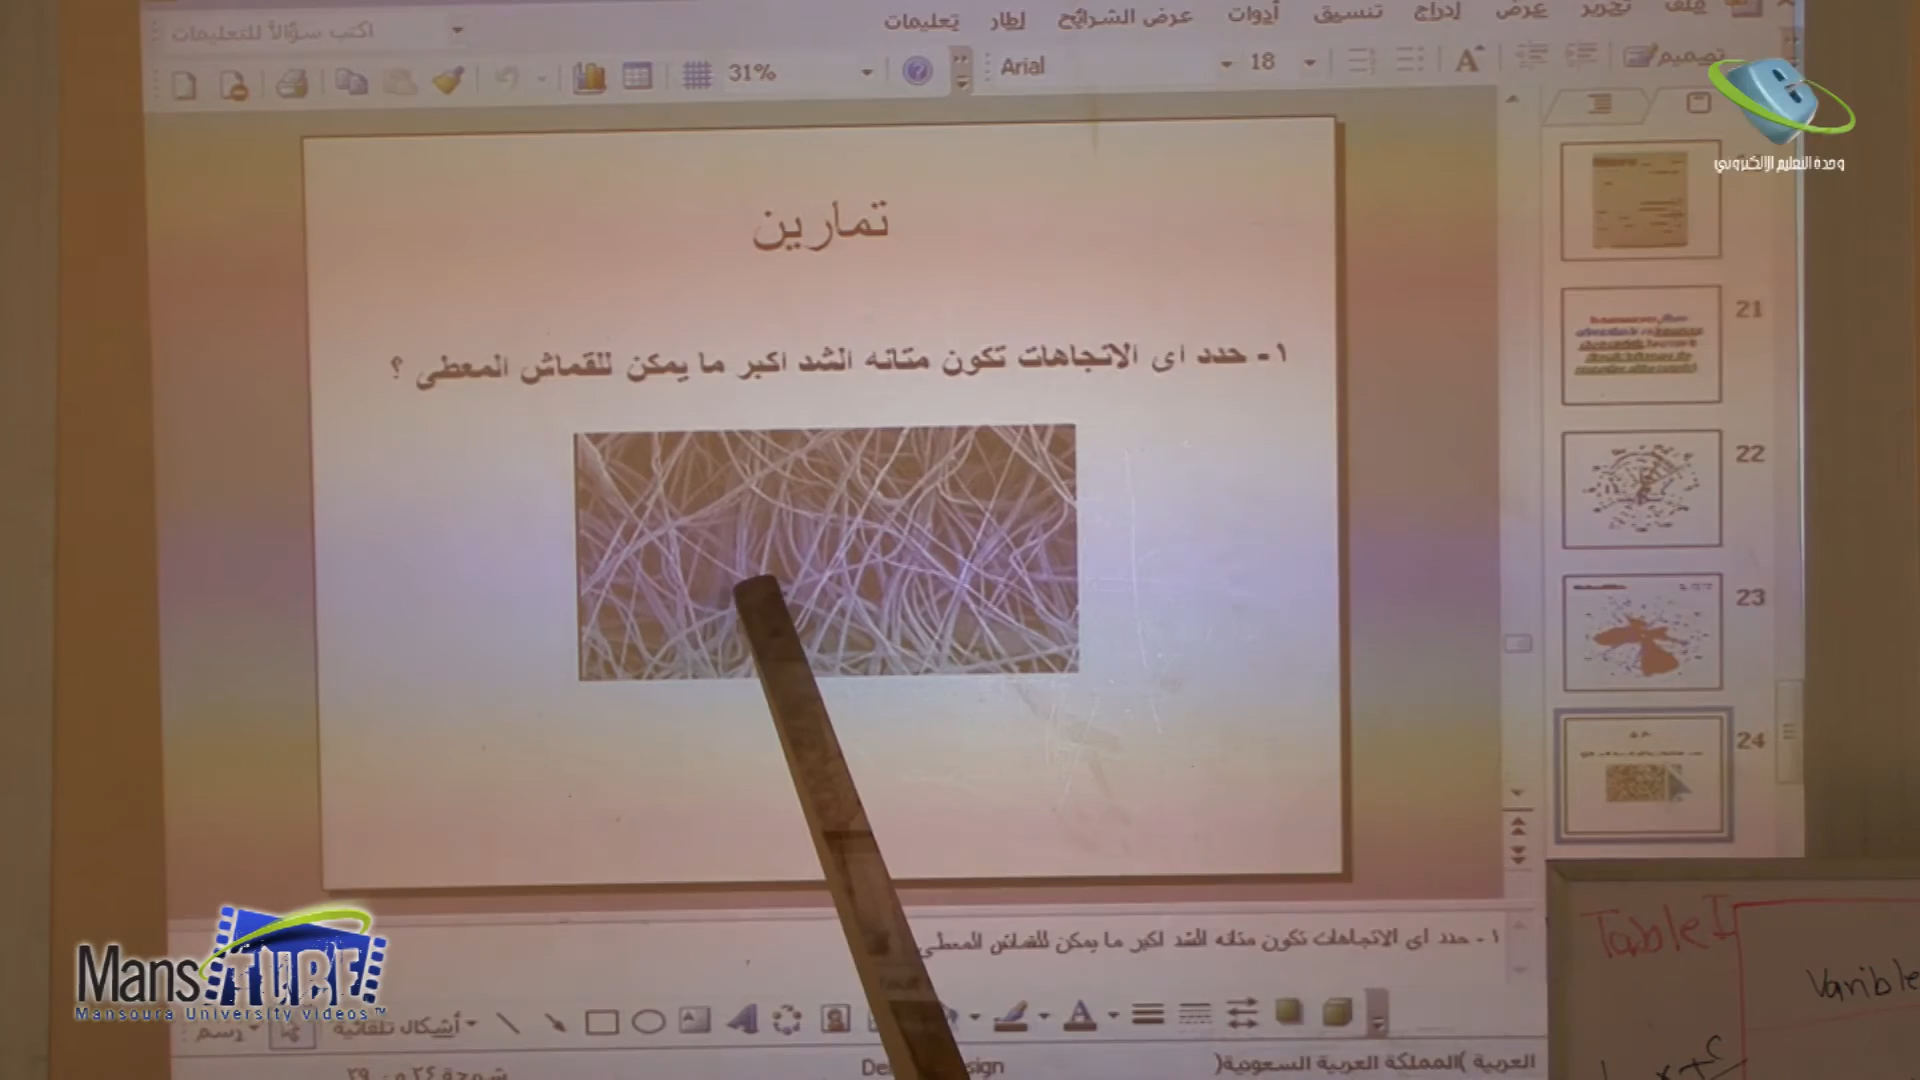 ملف تحرير عرض إدراج تنسيق أدوات عرض الشرائح إطار تعليمات
اكتب سؤالاً للتعليمات
31%
Arial
18
تصميم
وحدة التعليم الإلكتروني
تمارين
١- حدد اى الاتجاهات تكون متانه الشد اكبر ما يمكن للقماش المعطى ؟
21
22
23
24
١- حدد اى الاتجاهات تكون متانه الشد اكبر ما يمكن للقماش المعطى
Mans TUBE
Mansoura University videos™
رسم
أشكال تلقائية
العربية (المملكة العربية السعودية)
Table I
Varible